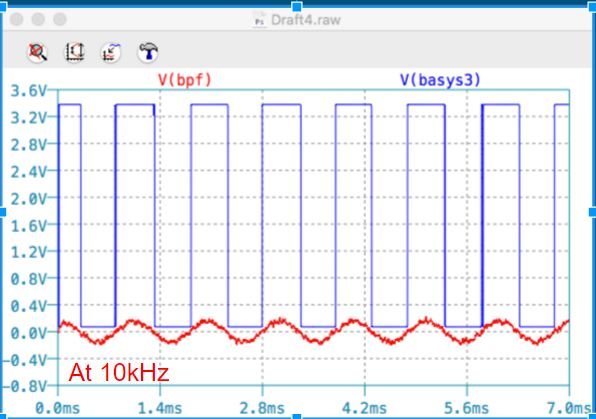 Draft4.raw
V(bpf) V(basys3)
3.6V
3.2V
2.8V
2.4V
2.0V
1.6V
1.2V
0.8V
0.4V
0.0V
-0.4V
-0.8V
At 10kHz
0.0ms 1.4ms 2.8ms 4.2ms 5.6ms 7.0ms